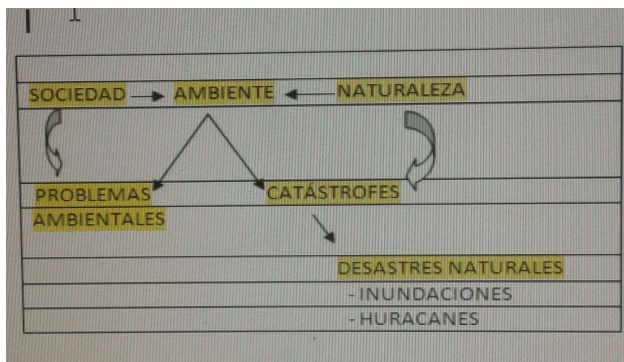 SOCIEDAD AMBIENTE NATURALEZA
PROBLEMAS CATÁSTROFES
AMBIENTALES
DESASTRES NATURALES
- INUNDACIONES
- HURACANES